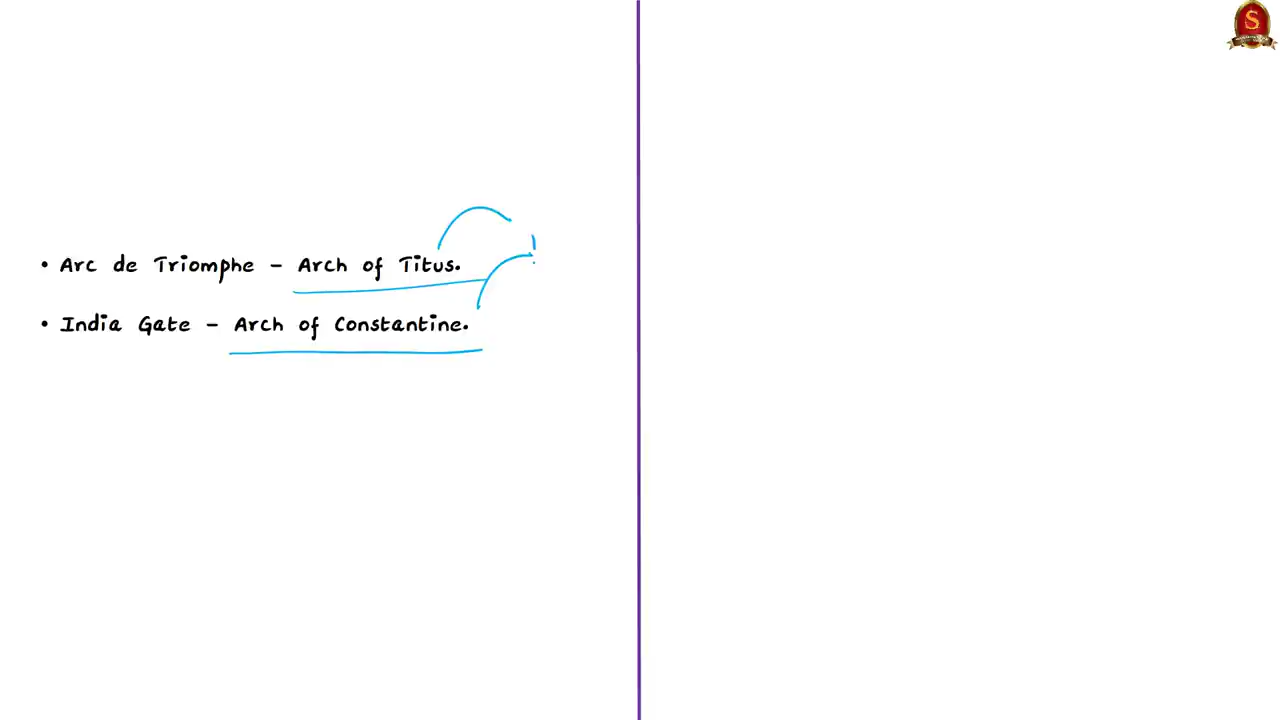 • Arc de Triomphe - Arch of Titus.
• India Gate - Arch of Constantine.
S